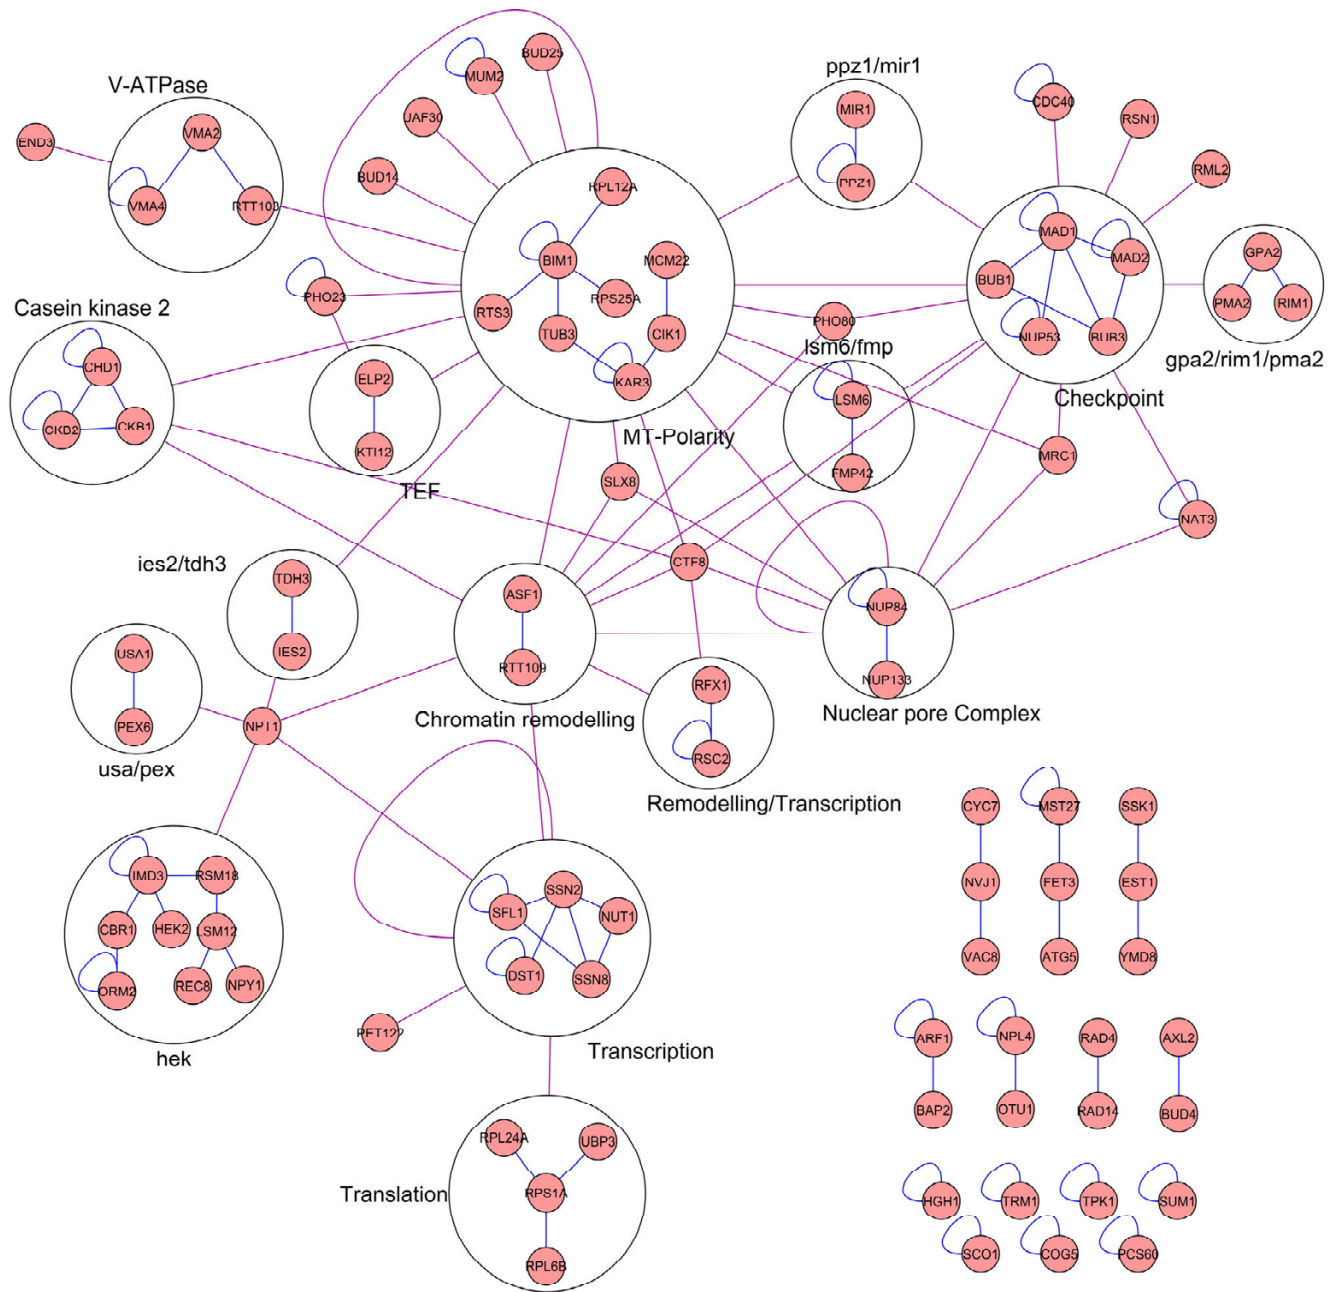 BUD25
MUM2
ppz1/mir1
V-ATPase
CDC40
MIR1
UAF30
RSN1
VMA2
END3
RML2
BUD14
RPL12A
PPZ1
VMA4
RTT103
MAD1
BIM1
MCM22
MAD2
GPA2
BUB1
PHO23
RPS25A
PMA2
RIM1
Casein kinase 2
RTS3
TUB3
CIK1
PHO80
NUP53
BUB3
lsm6/fmp
gpa2/rim1/pma2
CHD1
ELP2
KAR3
LSM6
Checkpoint
CKB2
CKB1
MT-Polarity
KTI12
MRC1
FMP42
TEF
SLX8
NAT3
ies2/tdh3
CTF8
TDH3
ASF1
NUP84
USA1
IES2
RTT109
NUP133
RFX1
PEX6
NPT1
Chromatin remodelling
Nuclear pore Complex
RSC2
usa/pex
Remodelling/Transcription
CYC7
MST27
SSK1
IMD3
RSM18
SSN2
NVJ1
FET3
EST1
SFL1
NUT1
CBR1
HEK2
LSM12
VAC8
ATG5
YMD8
DST1
SSN8
ORM2
REC8
NPY1
PET122
ARF1
NPL4
RAD4
AXL2
hek
Transcription
BAP2
OTU1
RAD14
BUD4
RPL24A
UBP3
Translation
RPS1A
HGH1
TRM1
TPK1
SUM1
RPL6B
SCO1
COG5
PCS60